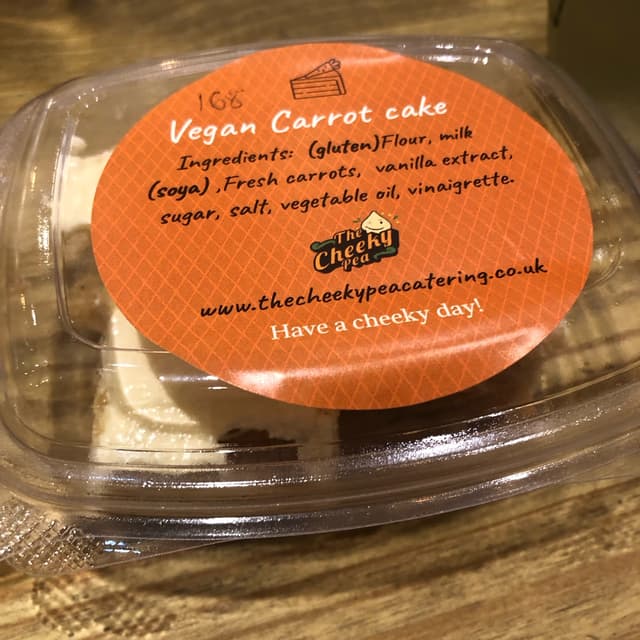 168
Vegan Carrot cake
Ingredients: (gluten)Flour, milk
(soya) ,Fresh carrots, vanilla extract,
sugar, salt, vegetable oil, vinaigrette.
The
Cheeky
Pea
www.thecheekypeacatering.co.uk
Have a cheeky day!